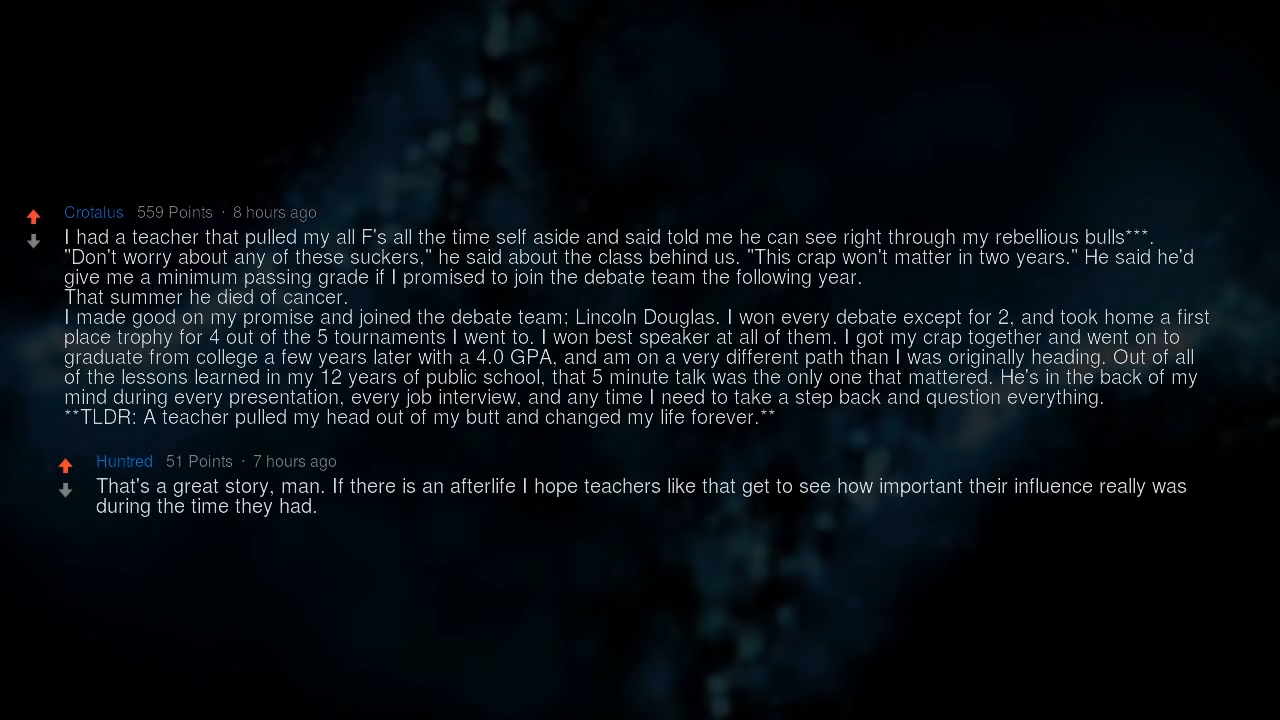 Crotalus 559 Points · 8 hours ago
I had a teacher that pulled my all F's all the time self aside and said told me he can see right through my rebellious bulls***.
"Don't worry about any of these suckers," he said about the class behind us. "This crap won't matter in two years." He said he'd
give me a minimum passing grade if I promised to join the debate team the following year.
That summer he died of cancer.
I made good on my promise and joined the debate team; Lincoln Douglas. I won every debate except for 2, and took home a first
place trophy for 4 out of the 5 tournaments I went to. I won best speaker at all of them. I got my crap together and went on to
graduate from college a few years later with a 4.0 GPA, and am on a very different path than I was originally heading. Out of all
of the lessons learned in my 12 years of public school, that 5 minute talk was the only one that mattered. He's in the back of my
mind during every presentation, every job interview, and any time I need to take a step back and question everything.
**TLDR: A teacher pulled my head out of my butt and changed my life forever.**
Huntred 51 Points · 7 hours ago
That's a great story, man. If there is an afterlife I hope teachers like that get to see how important their influence really was
during the time they had.